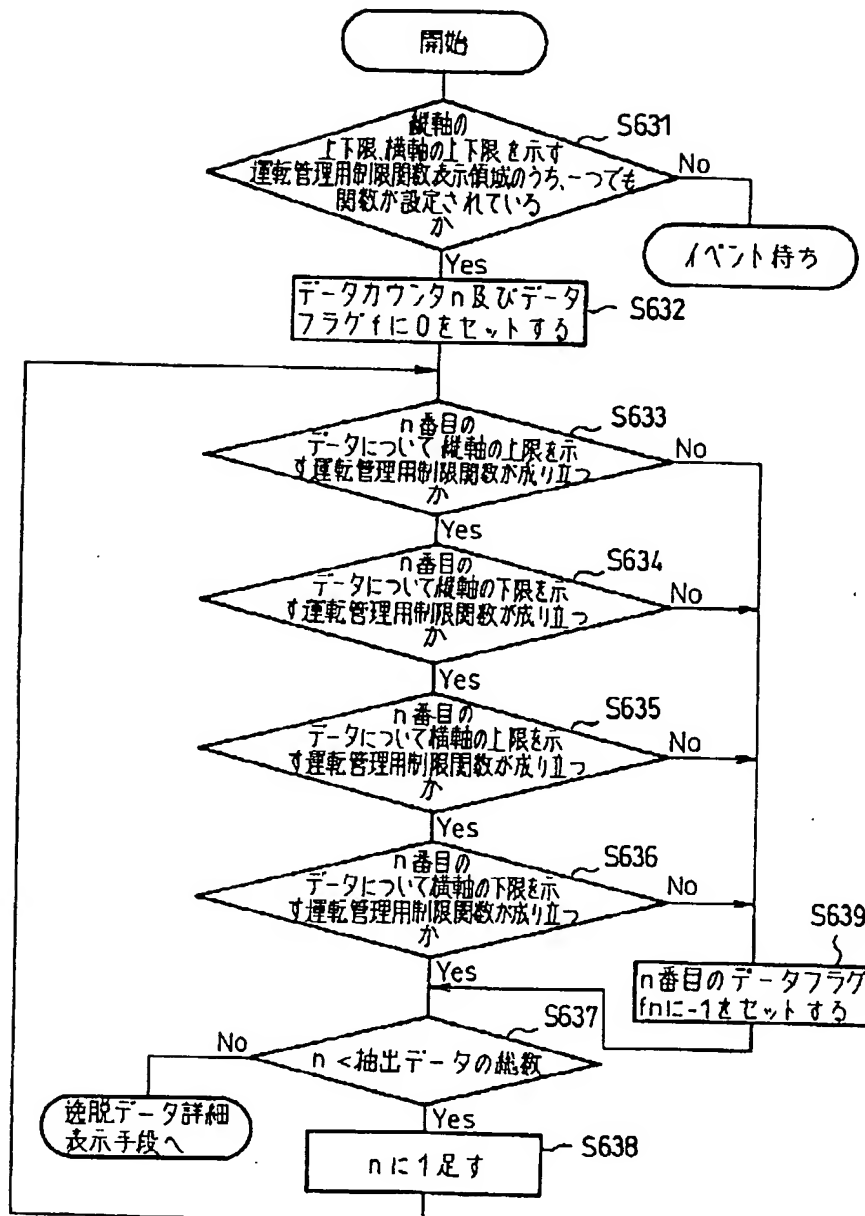 開始
縦軸の
上下限、横軸の上下限を示す
運転管理用制限関数表示領域のうち、一つでも
関数が設定されている
か
S631
No
イベント待ち
Yes
データカウンタn及びデータ
フラグfに0をセットする
S632
n番目の
データについて縦軸の上限を示
す運転管理用制限関数が成り立つ
か
S633
No
Yes
n番目の
データについて縦軸の下限を示
す運転管理用制限関数が成り立つ
か
S634
No
Yes
n番目の
データについて横軸の上限を示
す運転管理用制限関数が成り立つ
か
S635
No
Yes
n番目の
データについて横軸の下限を示
す運転管理用制限関数が成り立つ
か
S636
No
Yes
S639
n番目のデータフラグ
fnに-1をセットする
n<抽出データの総数
S637
No
逸脱データ詳細
表示手段へ
Yes
nに1足す
S638